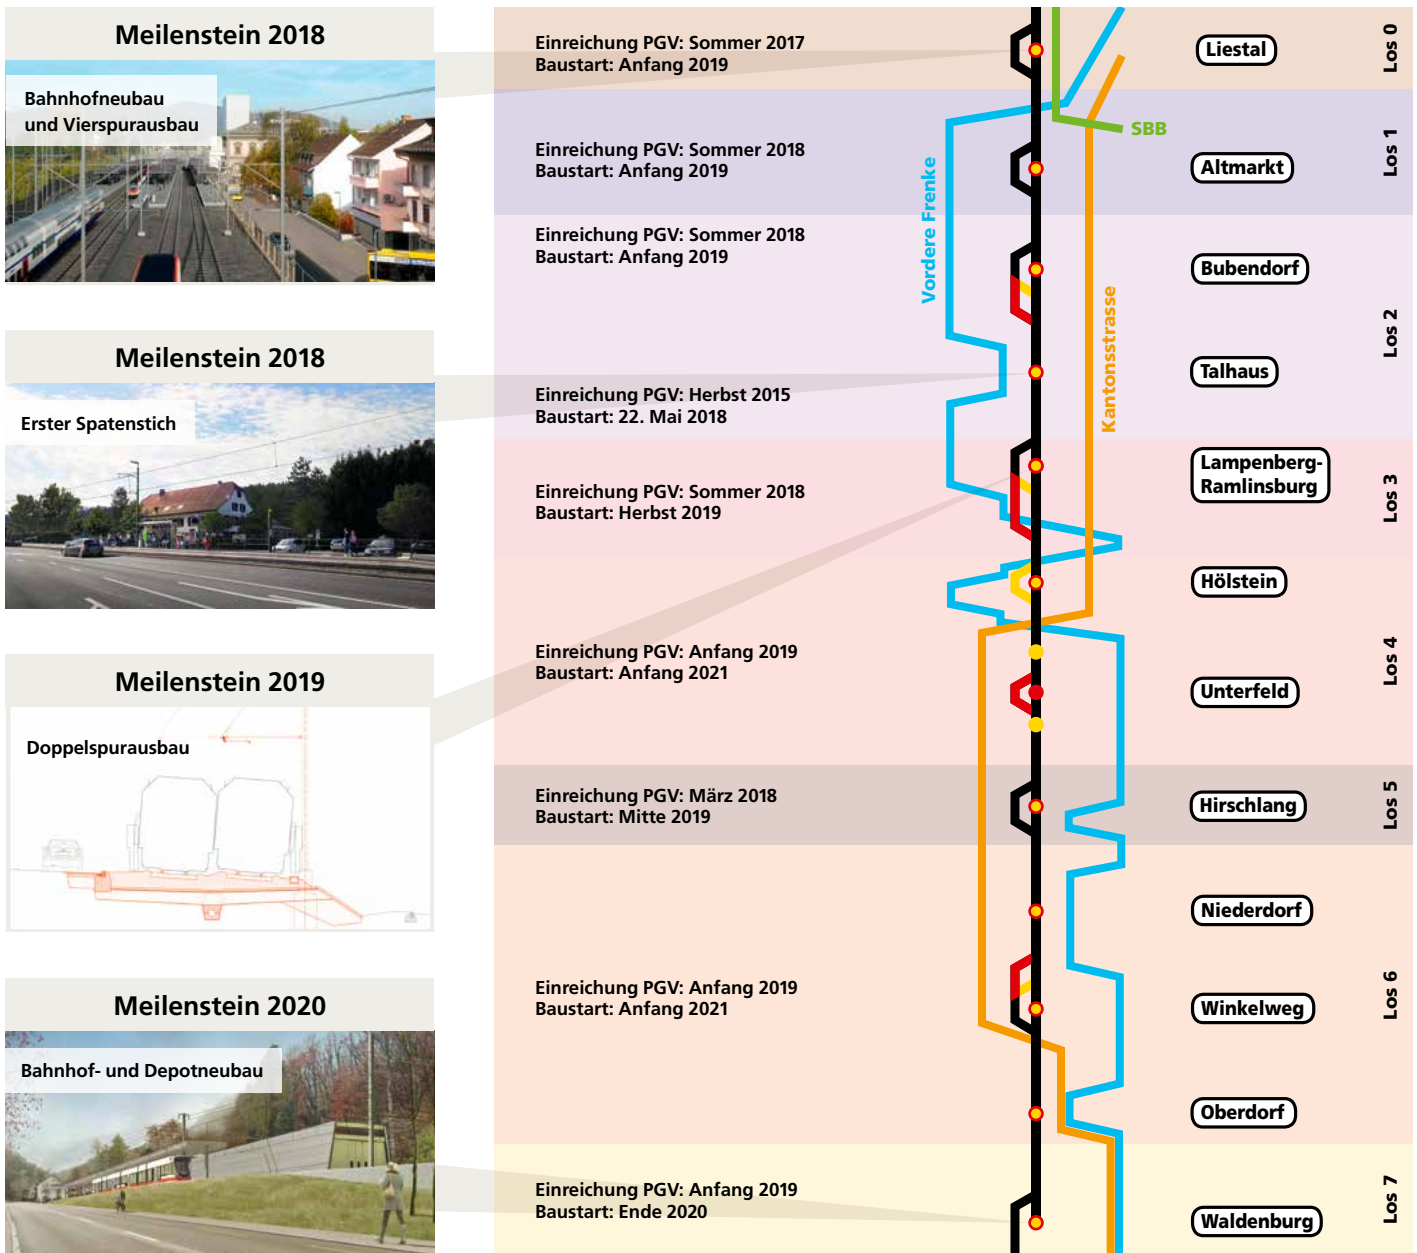 Meilenstein 2018
Bahnhofneubau
und Vierspurausbau
Meilenstein 2018
Erster Spatenstich
Meilenstein 2019
Doppelspurausbau
Meilenstein 2020
Bahnhof- und Depotneubau
Einreichung PGV: Sommer 2017
Baustart: Anfang 2019
Liestal
Los 0
SBB
Einreichung PGV: Sommer 2018
Baustart: Anfang 2019
Altmarkt
Los 1
Vordere Frenke
Kantonsstrasse
Einreichung PGV: Sommer 2018
Baustart: Anfang 2019
Bubendorf
Los 2
Talhaus
Einreichung PGV: Herbst 2015
Baustart: 22. Mai 2018
Lampenberg-
Ramlinsburg
Los 3
Einreichung PGV: Sommer 2018
Baustart: Herbst 2019
Hölstein
Einreichung PGV: Anfang 2019
Baustart: Anfang 2021
Los 4
Unterfeld
Einreichung PGV: März 2018
Baustart: Mitte 2019
Hirschlang
Los 5
Niederdorf
Einreichung PGV: Anfang 2019
Baustart: Anfang 2021
Winkelweg
Los 6
Oberdorf
Einreichung PGV: Anfang 2019
Baustart: Ende 2020
Waldenburg
Los 7